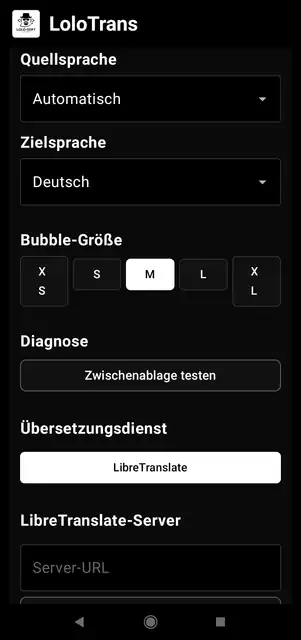 LoloTrans
Quellsprache
Automatisch
Zielsprache
Deutsch
Bubble-Größe
X
S
S
M
L
X
L
Diagnose
Zwischenablage testen
Übersetzungsdienst
LibreTranslate
LibreTranslate-Server
Server-URL